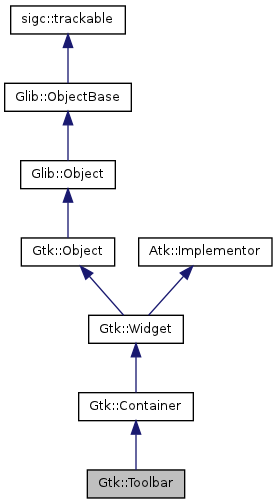 sigc::trackable
Glib::ObjectBase
Glib::Object
Gtk::Object
Atk::Implementor
Gtk::Widget
Gtk::Container
Gtk::Toolbar